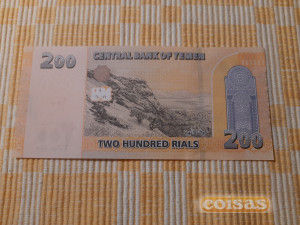 200
CENTRAL BANK OF YEMEN
TWO HUNDRED RIALS
200
coisas